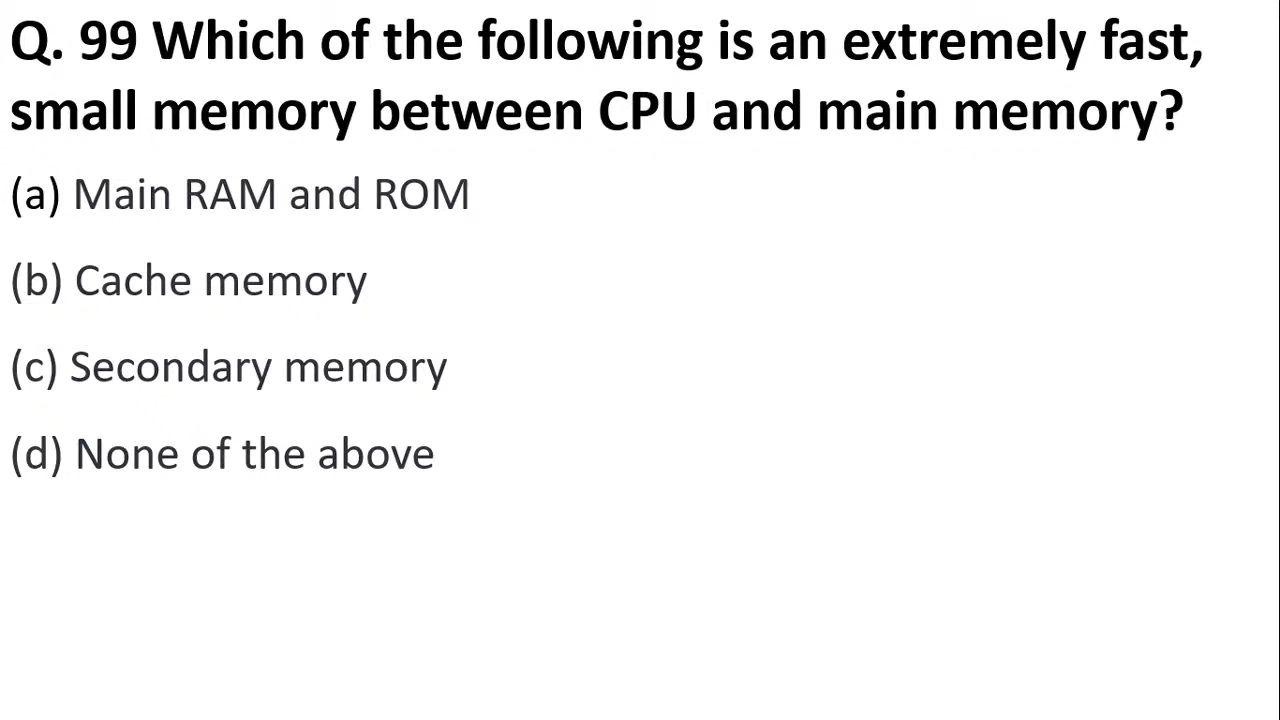 Q. 99 Which of the following is an extremely fast,
small memory between CPU and main memory?
(a) Main RAM and ROM
(b) Cache memory
(c) Secondary memory
(d) None of the above